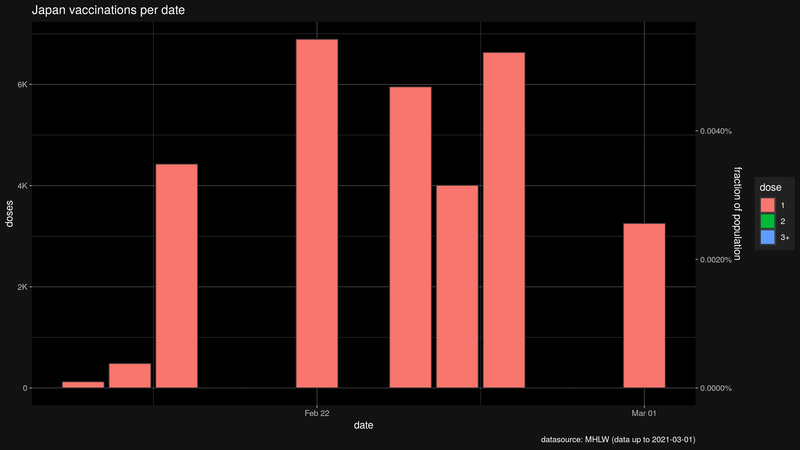 Japan vaccinations per date
doses
6K
4K
2K
0
0.0040%
0.0020%
0.0000%
fraction of population
dose
1
2
3+
Feb 22
Mar 01
date
datasource: MHLW (data up to 2021-03-01)